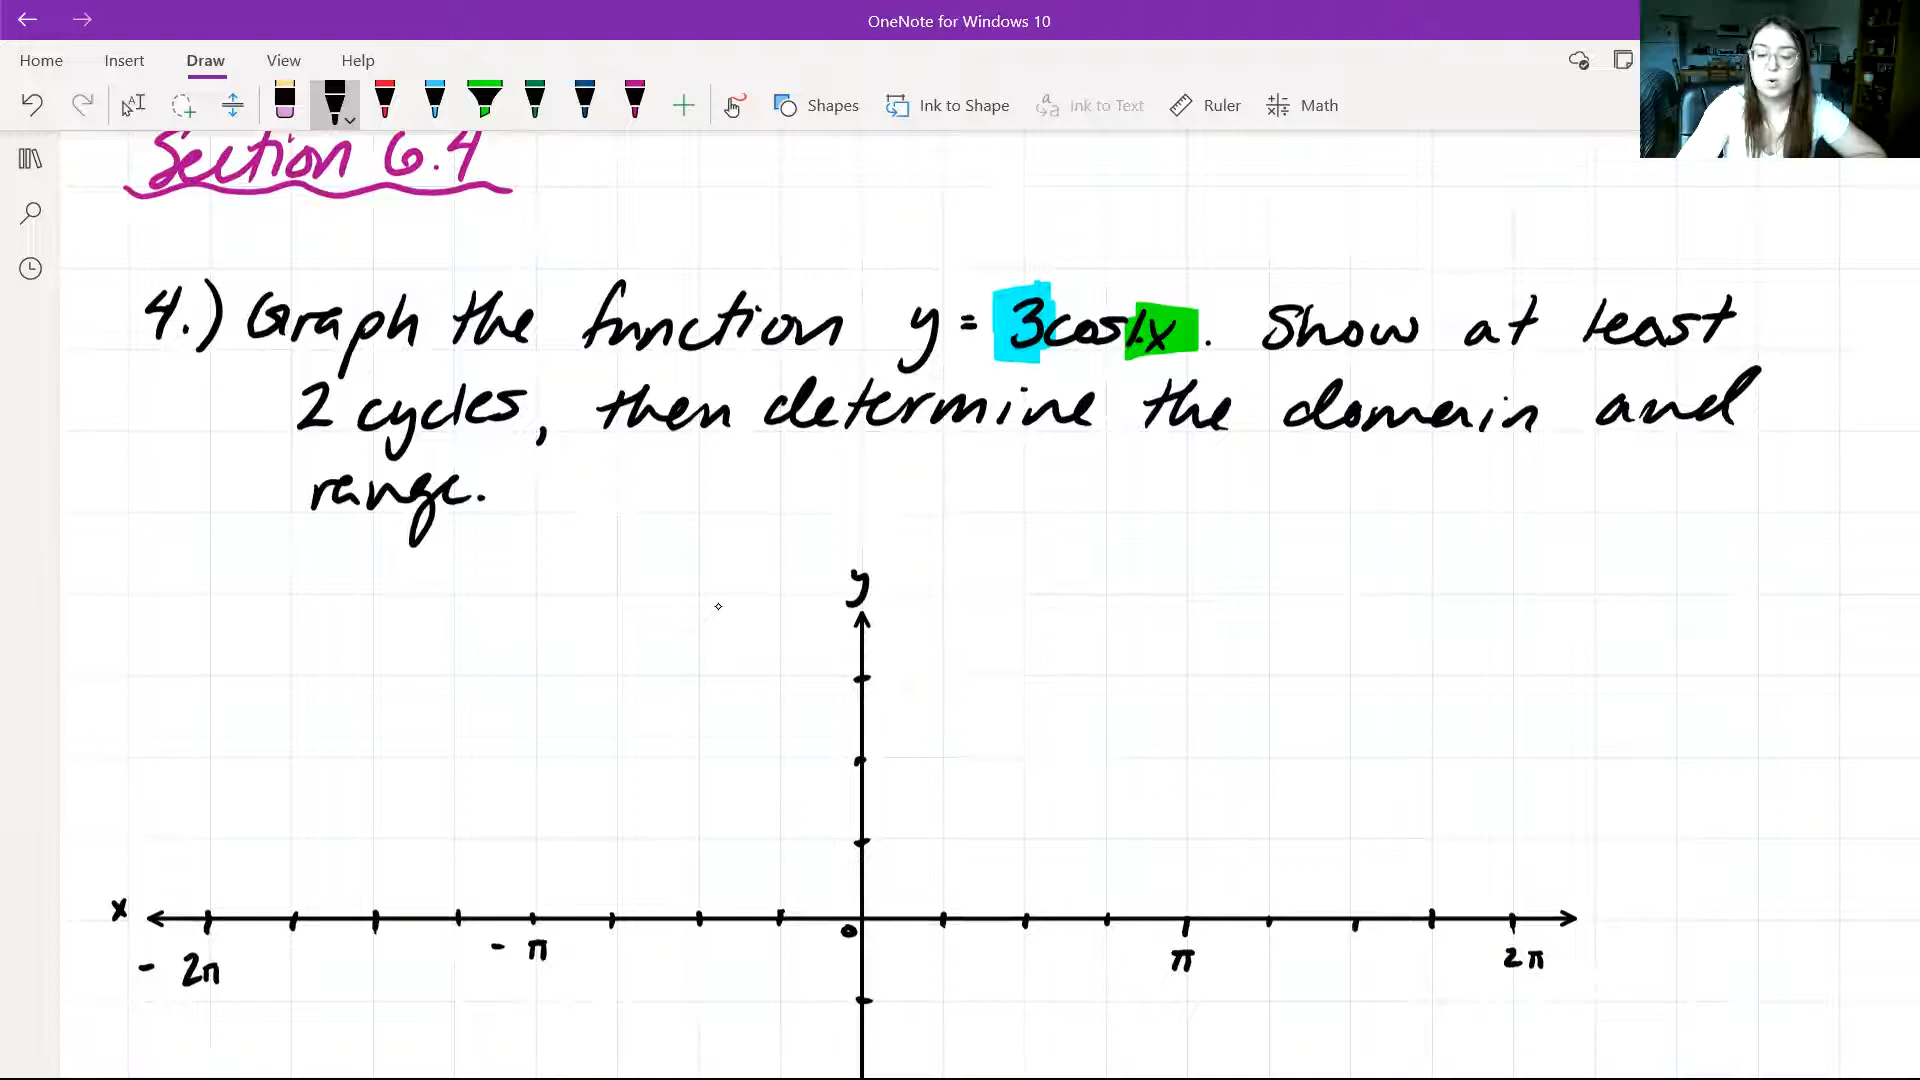 OneNote for Windows 10
Home Insert Draw View Help
Shapes Ink to Shape Ink to Text Ruler Math
Section 6.4
4.) Graph the function y = 3cos1x. Show at least
2 cycles, then determine the domain and
range.
y
x
0
- 2π - π π 2π